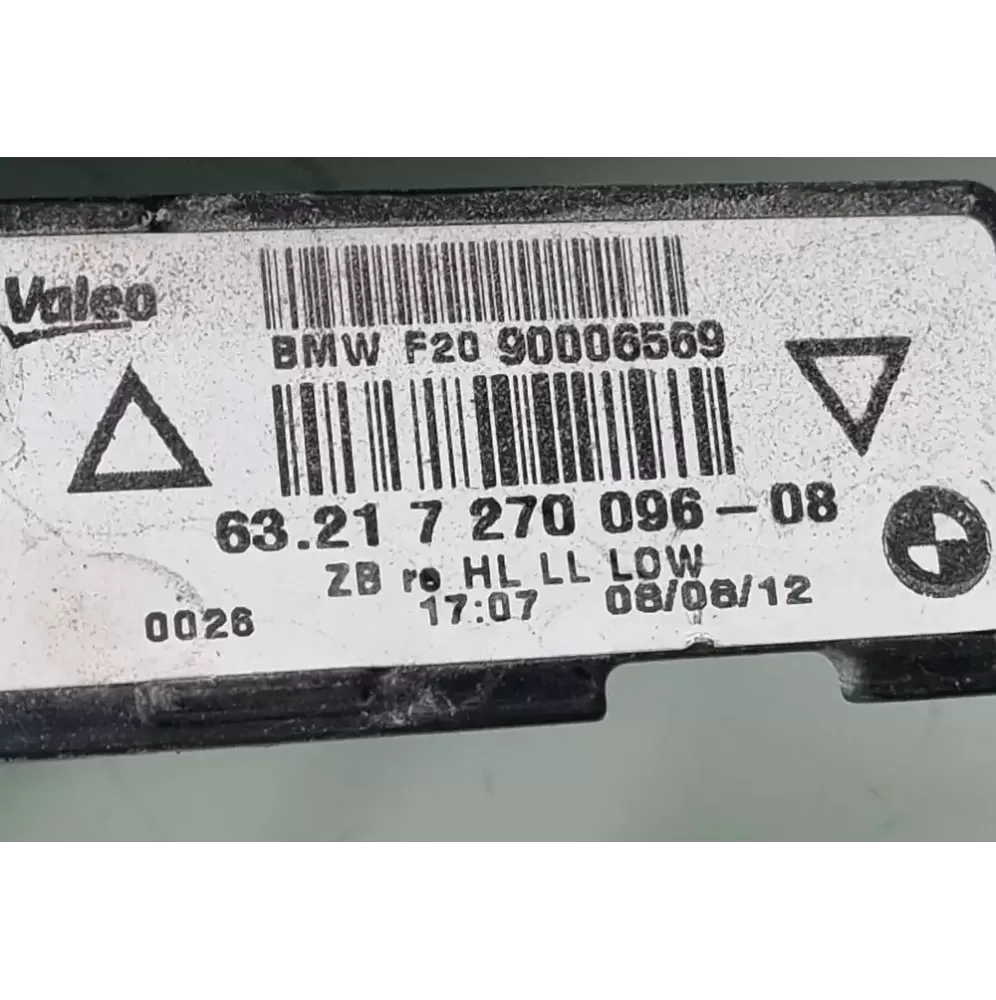 Valeo
BMW F20 90006569
63.21 7 270 096-08
ZB re HL LL LOW
0026 17:07 08/08/12